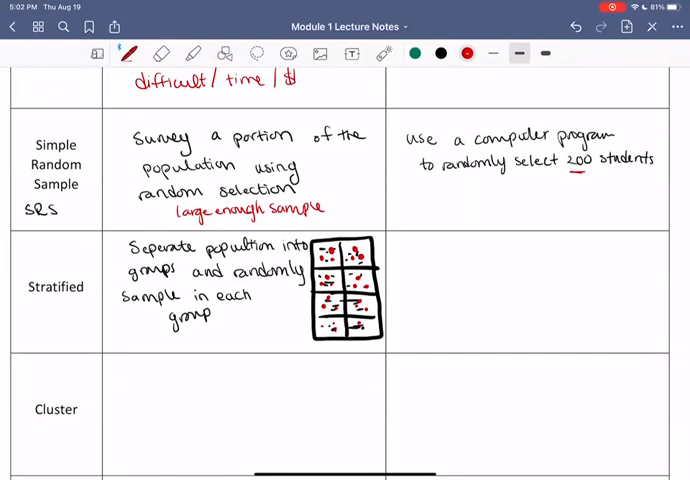 5:02 PM Thu Aug 19
81%
Module 1 Lecture Notes
difficult / time / $
Simple
Random
Sample
SRS
Survey a portion of the
population using
random selection
large enough sample
use a computer program
to randomly select 200 students
Stratified
Seperate popultion into
groups and randomly
sample in each
group
Cluster